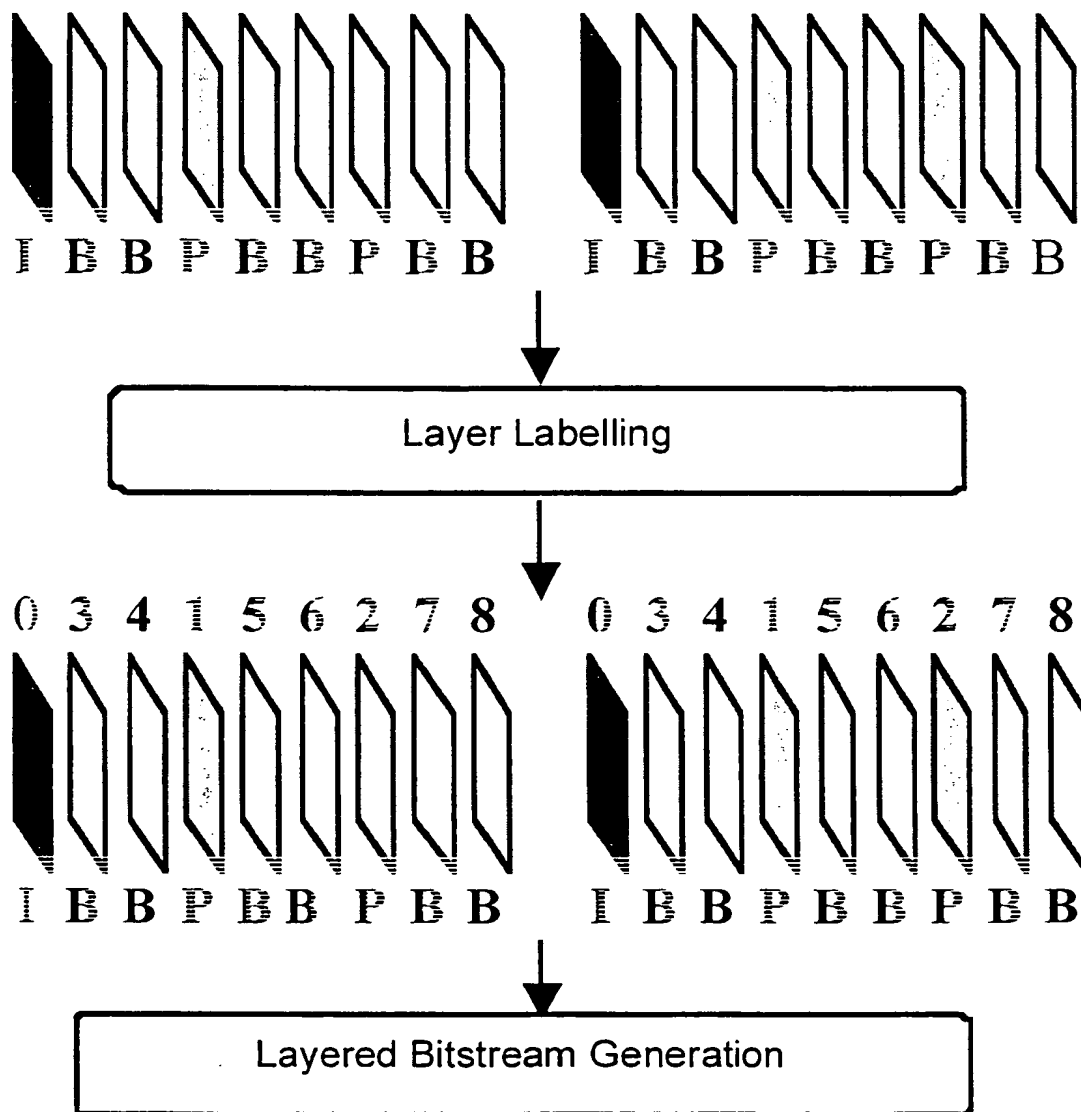 I B B P B B P B B I B B P B B P B B
Layer Labelling
0 3 4 1 5 6 2 7 8 0 3 4 1 5 6 2 7 8
I B B P B B P B B I B B P B B P B B
Layered Bitstream Generation